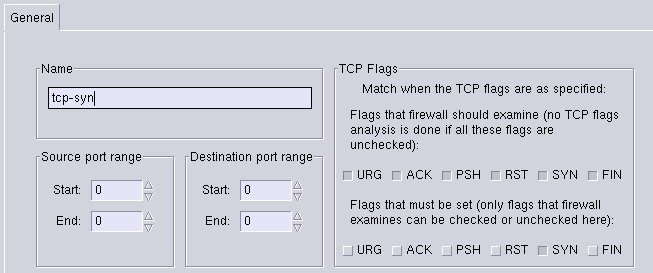 General
Name
tcp-syn
Source port range
Start: 0
End: 0
Destination port range
Start: 0
End: 0
TCP Flags
Match when the TCP flags are as specified:
Flags that firewall should examine (no TCP flags
analysis is done if all these flags are
unchecked):
URG ACK PSH RST SYN FIN
Flags that must be set (only flags that firewall
examines can be checked or unchecked here):
URG ACK PSH RST SYN FIN